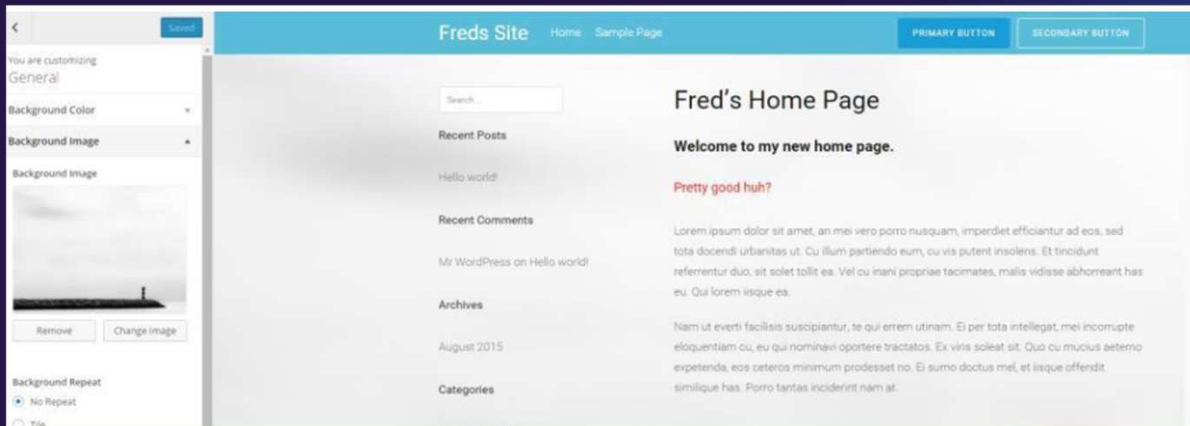 Saved
You are customizing
General
Background Color
Background Image
Background Image
Remove
Change Image
Background Repeat
No Repeat
Tile
Freds Site
Home
Sample Page
PRIMARY BUTTON
SECONDARY BUTTON
Search ...
Recent Posts
Hello world!
Recent Comments
Mr WordPress on Hello world!
Archives
August 2015
Categories
Fred's Home Page
Welcome to my new home page.
Pretty good huh?
Lorem ipsum dolor sit amet, an mei vero porro nusquam, imperdiet efficiantur ad eos, sed
tota docendi urbanitas ut. Cu illum partiendo eum, cu vis putent insolens. Et tincidunt
referrentur duo, sit solet tollit ea. Vel cu inani propriae tacimates, malis vidisse abhorreant has
eu. Qui lorem iisque ea.
Nam ut everti facilisis suscipiantur, te qui errem utinam. Ei per tota intellegat, mei incorrupte
eloquentiam cu, eu qui nominavi oportere tractatos. Ex viris soleat sit. Quo cu mucius aeterno
expetenda, eos ceteros minimum prodesset no. Ei sumo doctus mel, et iisque offendit
similique has. Porro tantas inciderint nam at.